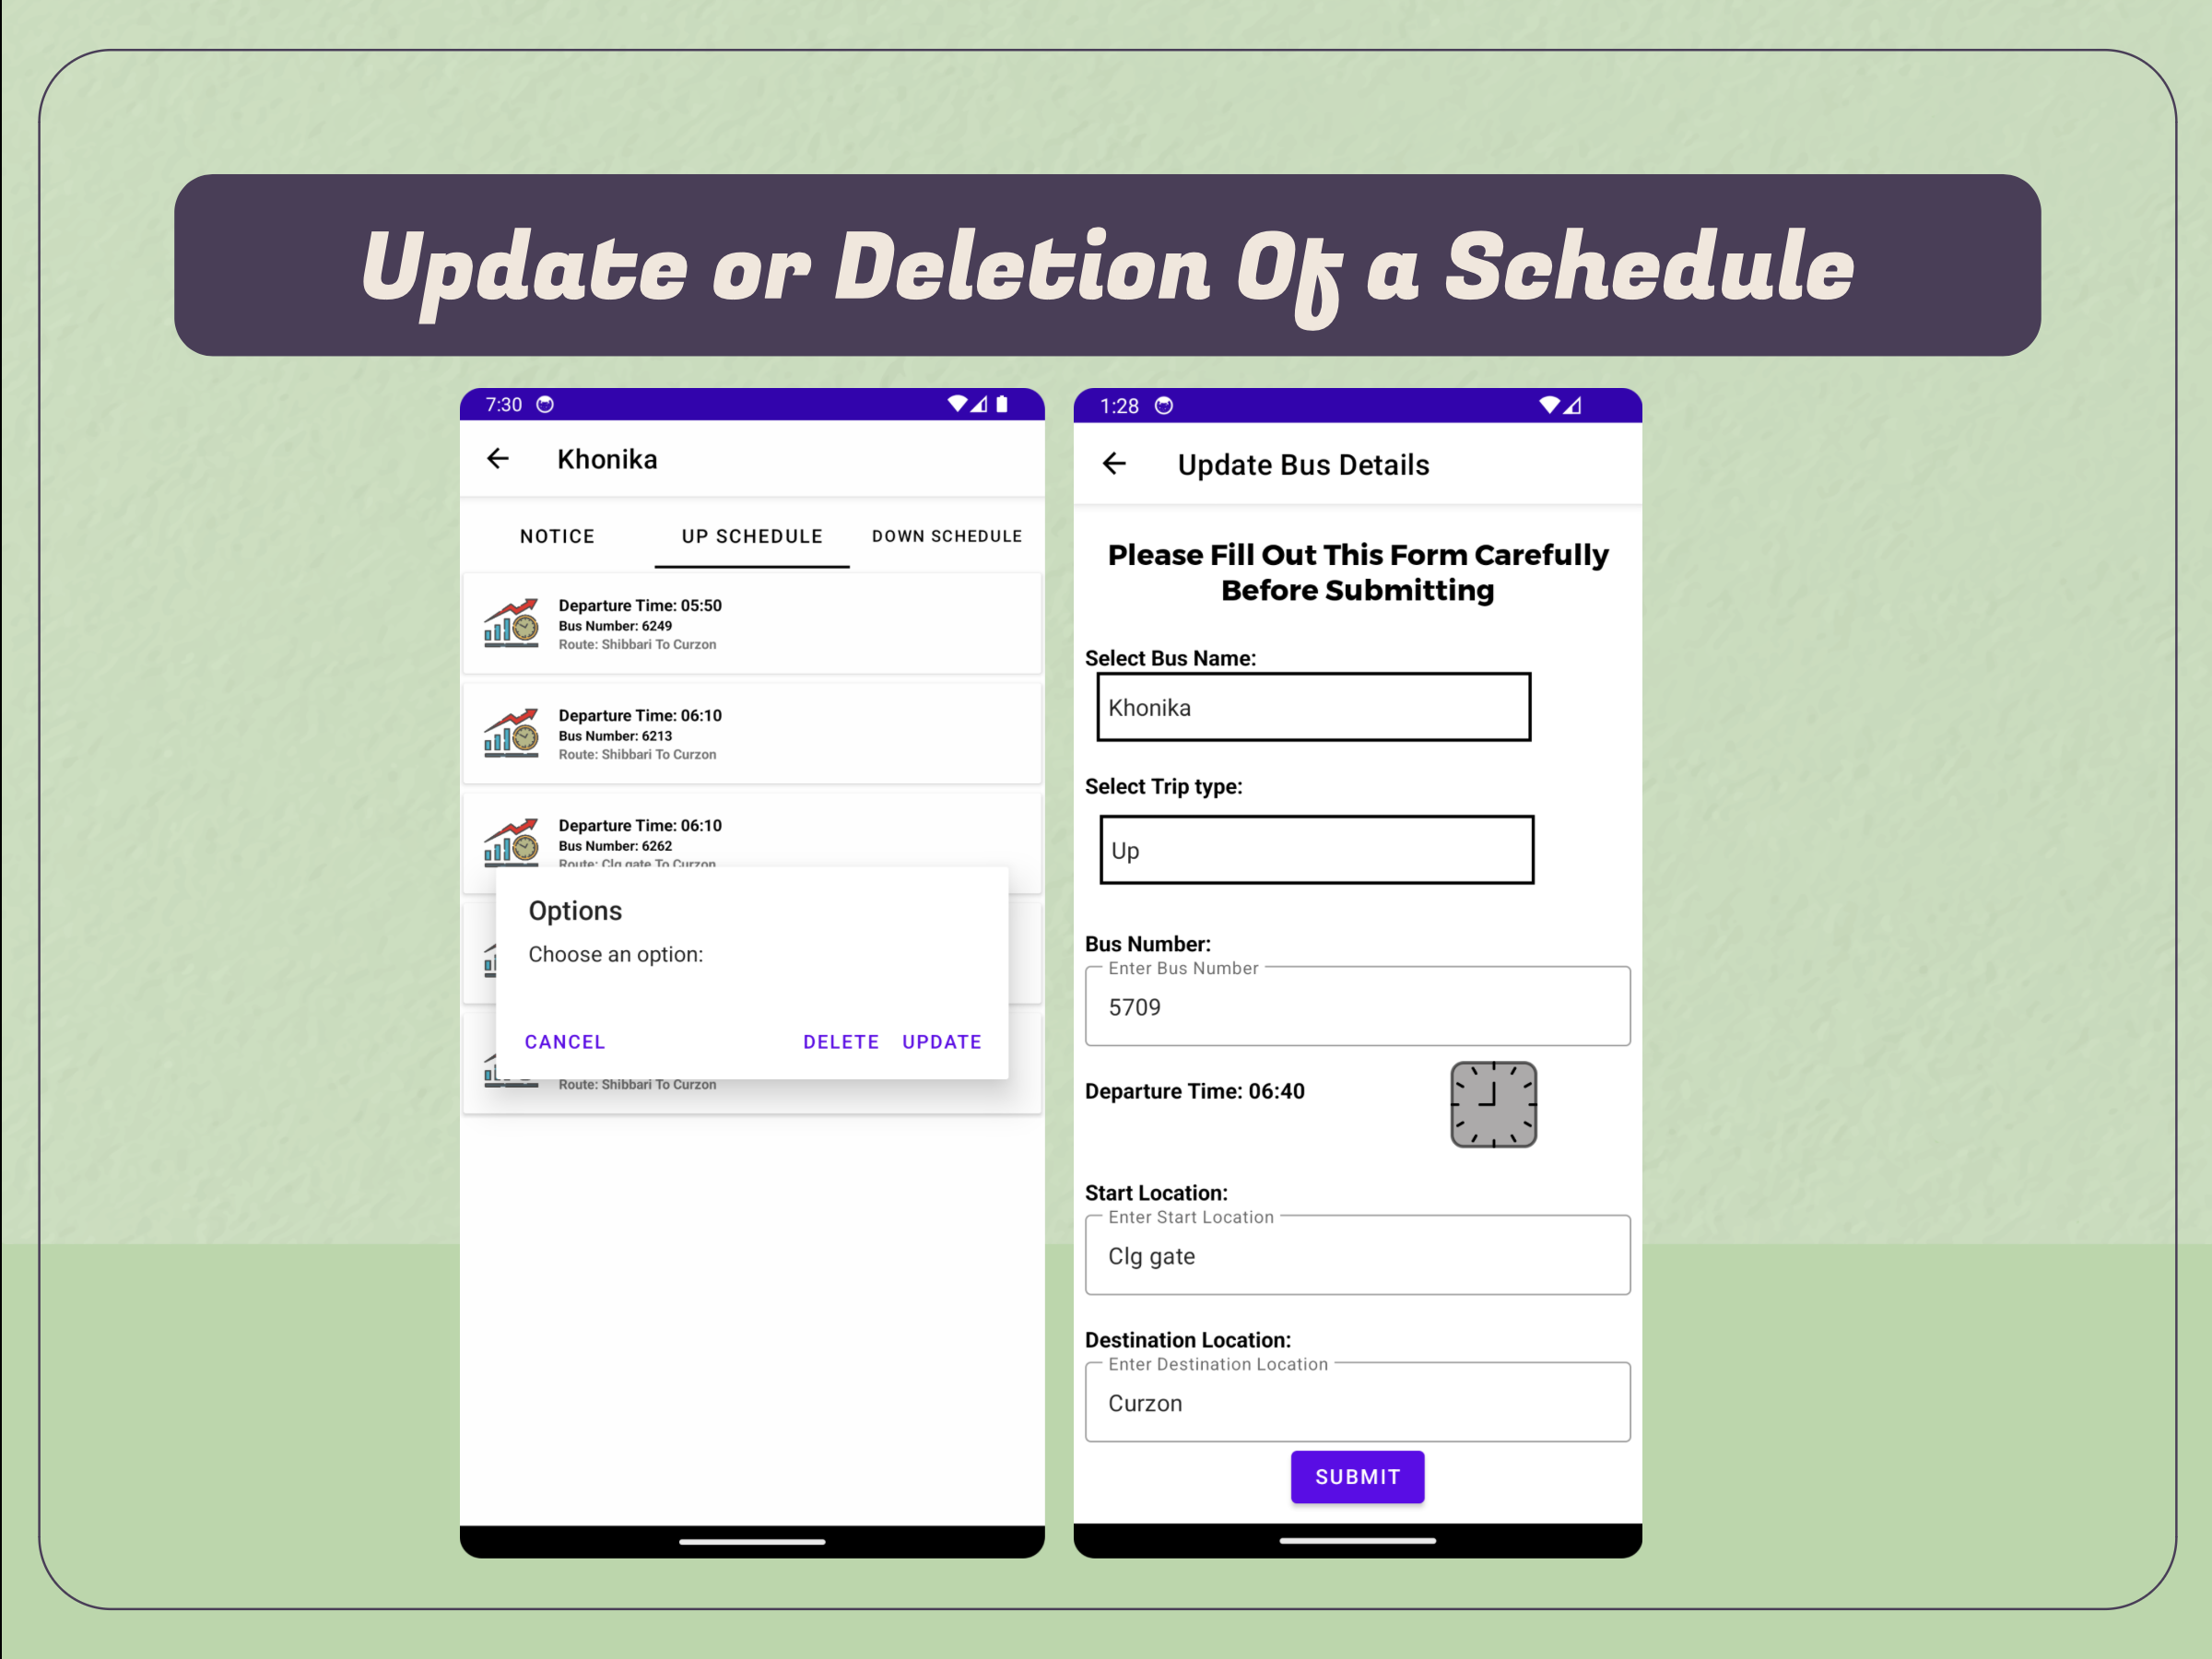 Update or Deletion Of a Schedule
7:30
Khonika
NOTICE UP SCHEDULE DOWN SCHEDULE
Departure Time: 05:50
Bus Number: 6249
Route: Shibbari To Curzon
Departure Time: 06:10
Bus Number: 6213
Route: Shibbari To Curzon
Departure Time: 06:10
Bus Number: 6262
Route: Clg gate To Curzon
Options
Choose an option:
CANCEL DELETE UPDATE
Route: Shibbari To Curzon
1:28
Update Bus Details
Please Fill Out This Form Carefully
Before Submitting
Select Bus Name:
Khonika
Select Trip type:
Up
Bus Number:
Enter Bus Number
5709
Departure Time: 06:40
Start Location:
Enter Start Location
Clg gate
Destination Location:
Enter Destination Location
Curzon
SUBMIT